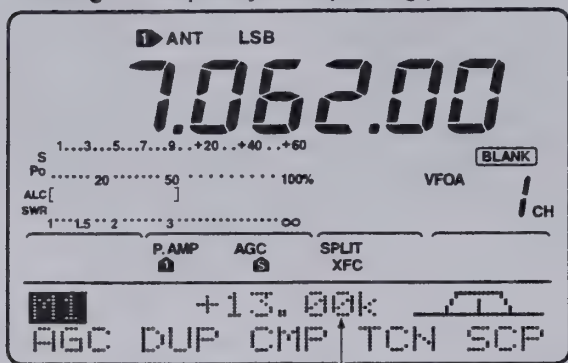 1 ANT LSB
7.062.00
S 1...3...5...7...9..+20..+40..+60
Po 20 50 100%
BLANK
VFOA 1 CH
ALC [ ]
SWR 1 1.5 2 3 ∞
P.AMP AGC SPLIT
1 S XFC
M1 +13.00k
AGC DUP CMP TCN SCP